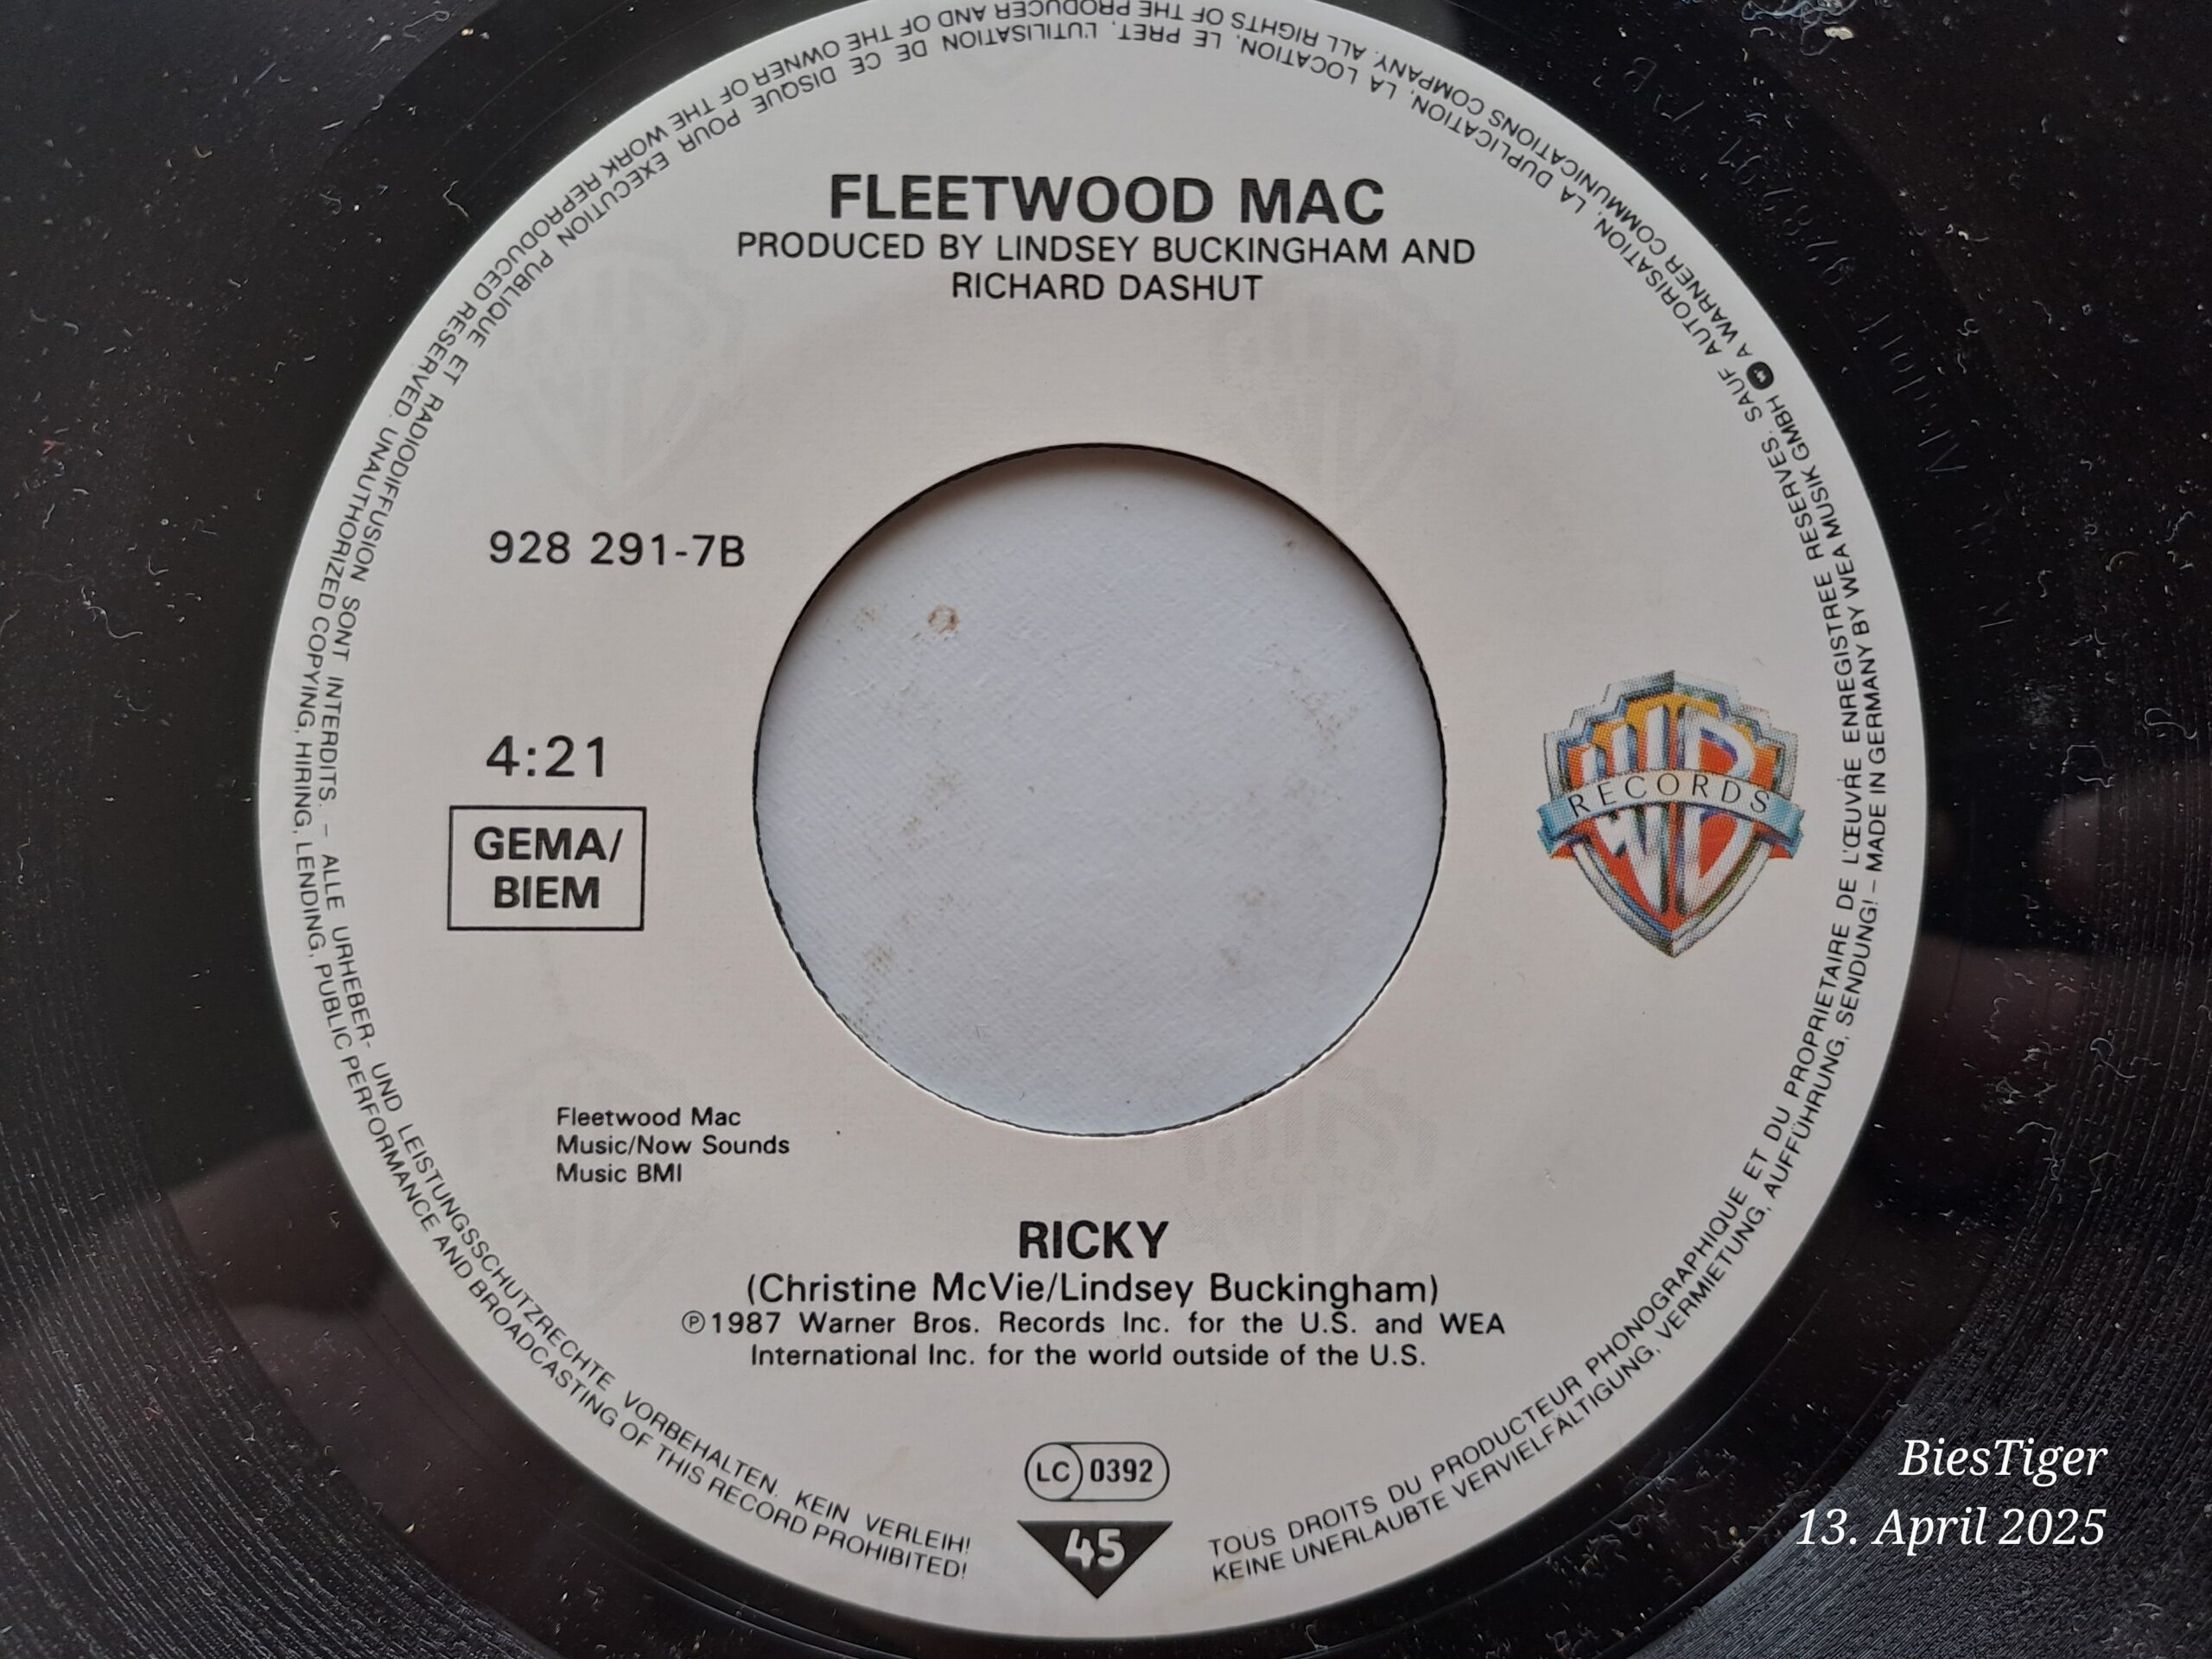 FLEETWOOD MAC
PRODUCED BY LINDSEY BUCKINGHAM AND
RICHARD DASHUT
928 291-7B
4:21
GEMA/
BIEM
RECORDS
Fleetwood Mac
Music/Now Sounds
Music BMI
RICKY
(Christine McVie/Lindsey Buckingham)
℗1987 Warner Bros. Records Inc. for the U.S. and WEA
International Inc. for the world outside of the U.S.
LC 0392
45
TOUS DROITS DU PRODUCTEUR PHONOGRAPHIQUE ET DU PROPRIETAIRE DE L'ŒUVRE ENREGISTREE RESERVES. SAUF AUTORISATION, LA DUPLICATION, LA LOCATION, LE PRET, L'UTILISATION DE CE DISQUE POUR EXECUTION PUBLIQUE ET RADIODIFFUSION SONT INTERDITS. – ALLE URHEBER- UND LEISTUNGSSCHUTZRECHTE VORBEHALTEN. KEIN VERLEIH!
KEINE UNERLAUBTE VERVIELFÄLTIGUNG, VERMIETUNG, AUFFÜHRUNG, SENDUNG! – MADE IN GERMANY BY WEA MUSIK GMBH A WARNER COMMUNICATIONS COMPANY. ALL RIGHTS OF THE PRODUCER AND OF THE OWNER OF THE WORK REPRODUCED RESERVED. UNAUTHORIZED COPYING, HIRING, LENDING, PUBLIC PERFORMANCE AND BROADCASTING OF THIS RECORD PROHIBITED!
BiesTiger
13. April 2025